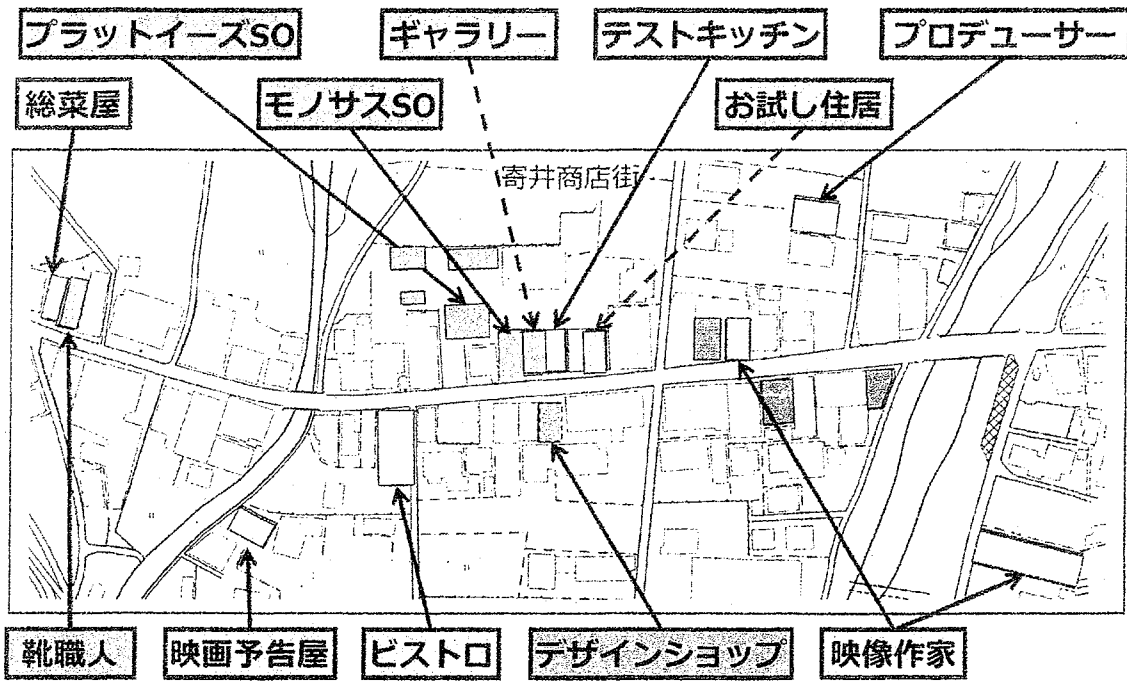 プラットイーズSO
ギャラリー
テストキッチン
プロデューサー
総菜屋
モノサスSO
お試し住居
寄井商店街
靴職人
映画予告屋
ビストロ
デザインショップ
映像作家